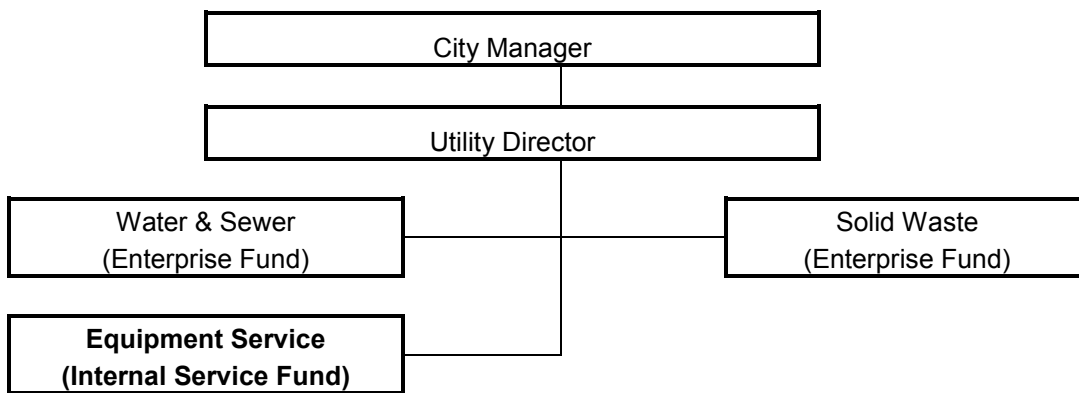 City Manager
Utility Director
Water & Sewer
(Enterprise Fund)
Solid Waste
(Enterprise Fund)
Equipment Service
(Internal Service Fund)